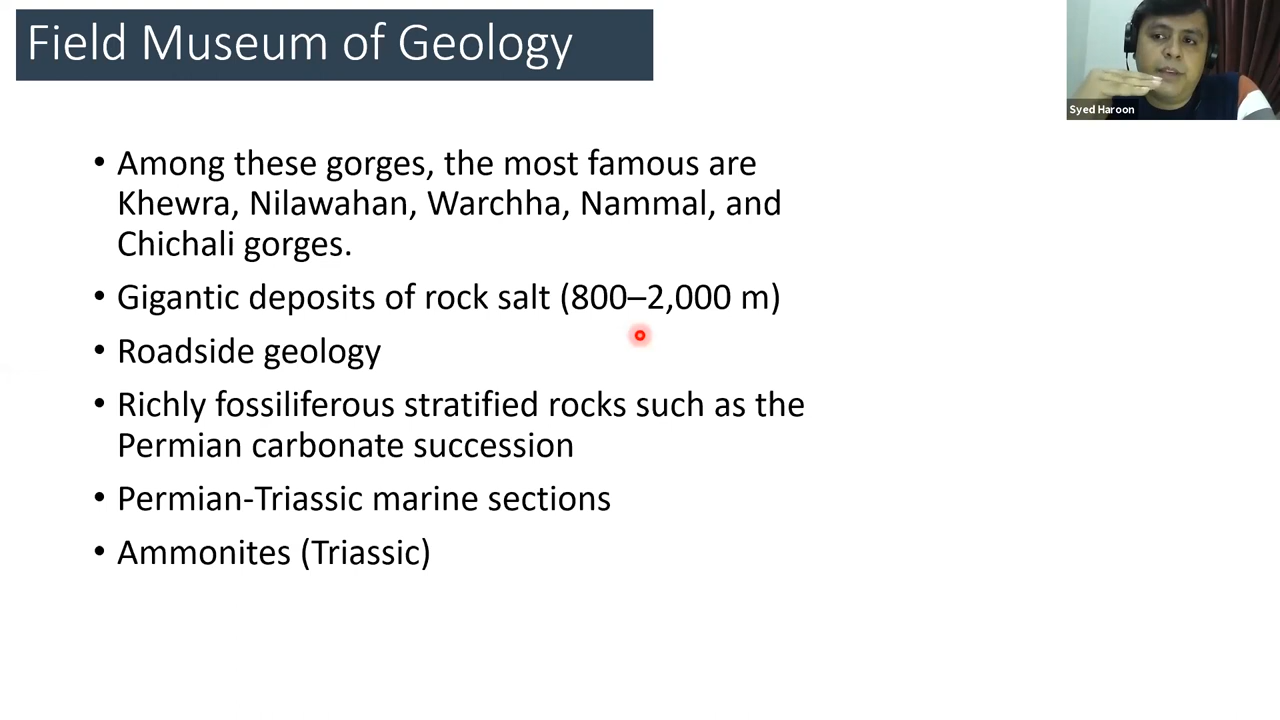 Field Museum of Geology
Syed Haroon
• Among these gorges, the most famous are
Khewra, Nilawahan, Warchha, Nammal, and
Chichali gorges.
• Gigantic deposits of rock salt (800–2,000 m)
• Roadside geology
• Richly fossiliferous stratified rocks such as the
Permian carbonate succession
• Permian-Triassic marine sections
• Ammonites (Triassic)